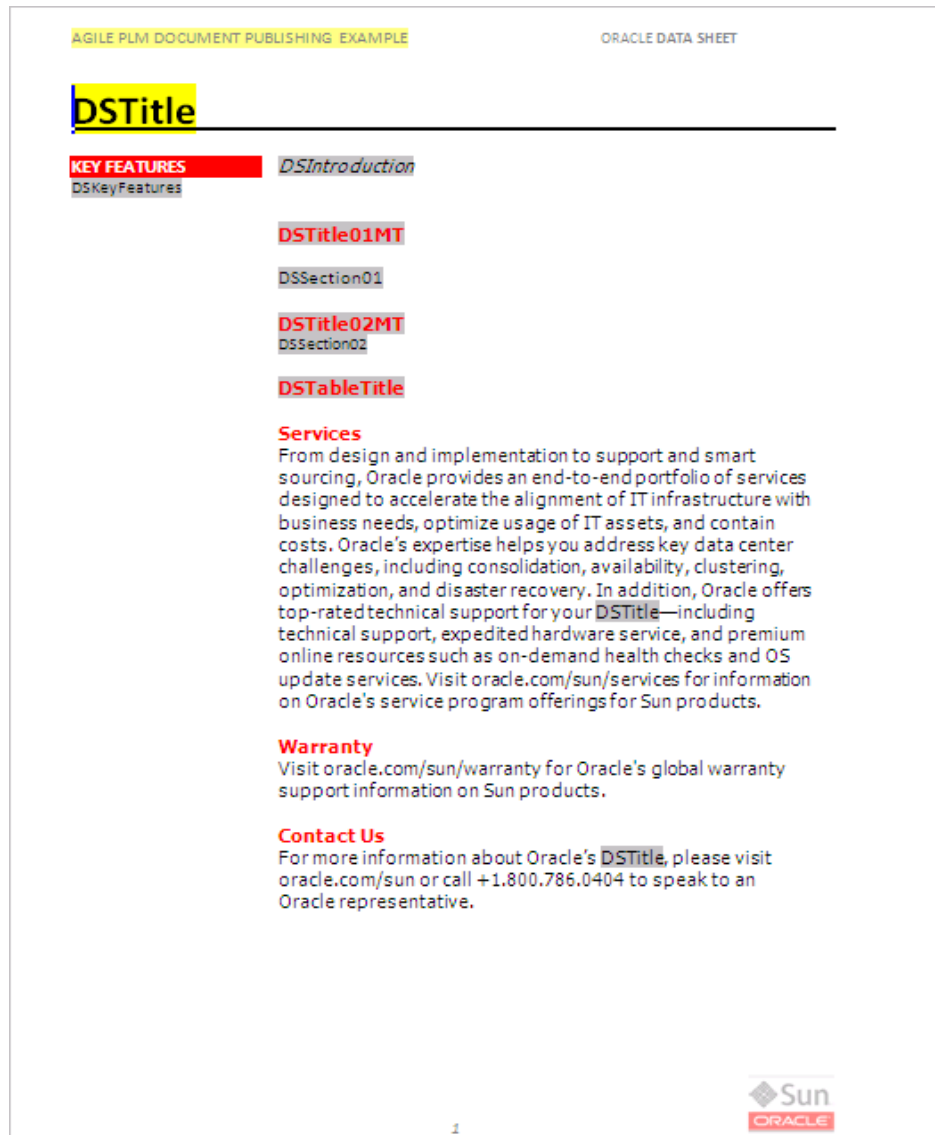 AGILE PLM DOCUMENT PUBLISHING EXAMPLE
ORACLE DATA SHEET
DSTitle
KEY FEATURES
DSKeyFeatures
DSIntroduction
DSTitle01MT
DSSection01
DSTitle02MT
DSSection02
DSTableTitle
Services
From design and implementation to support and smart
sourcing, Oracle provides an end-to-end portfolio of services
designed to accelerate the alignment of IT infrastructure with
business needs, optimize usage of IT assets, and contain
costs. Oracle’s expertise helps you address key data center
challenges, including consolidation, availability, clustering,
optimization, and disaster recovery. In addition, Oracle offers
top-rated technical support for your DSTitle—including
technical support, expedited hardware service, and premium
online resources such as on-demand health checks and OS
update services. Visit oracle.com/sun/services for information
on Oracle's service program offerings for Sun products.
Warranty
Visit oracle.com/sun/warranty for Oracle's global warranty
support information on Sun products.
Contact Us
For more information about Oracle’s DSTitle, please visit
oracle.com/sun or call +1.800.786.0404 to speak to an
Oracle representative.
Sun
ORACLE
1